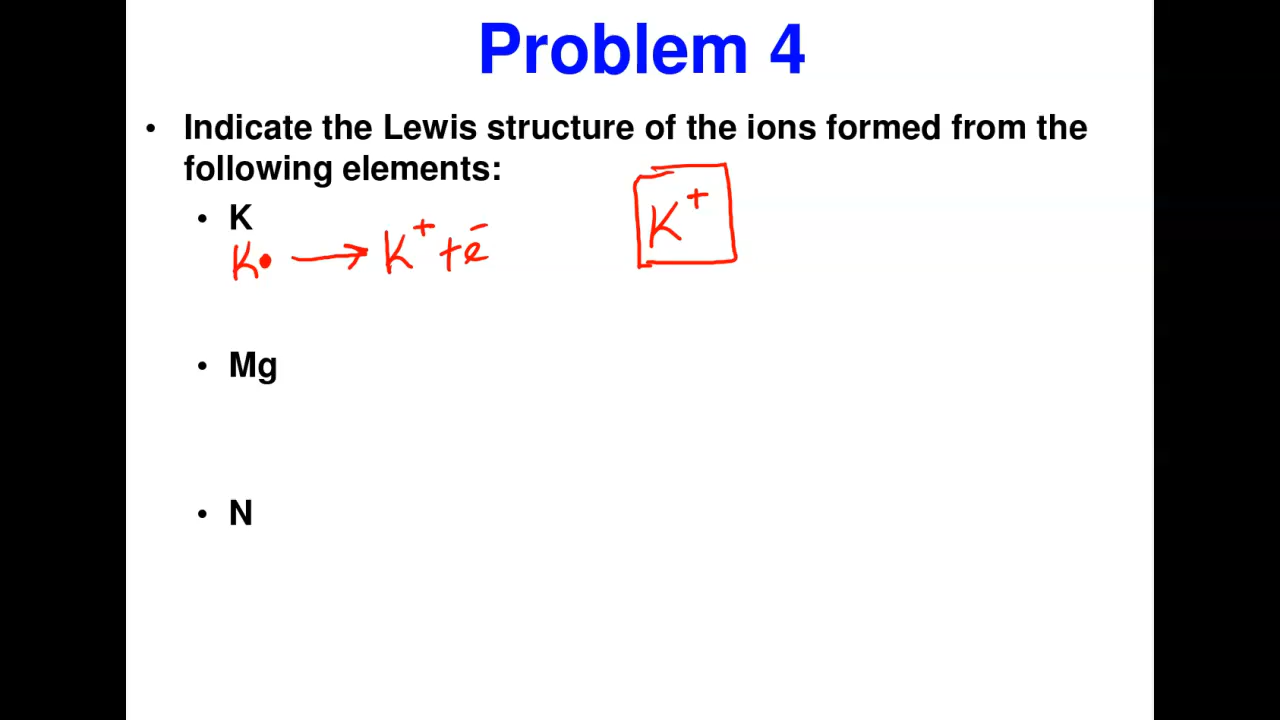 Problem 4
• Indicate the Lewis structure of the ions formed from the
following elements:
K⁺
• K
K• → K⁺ + e⁻
• Mg
• N